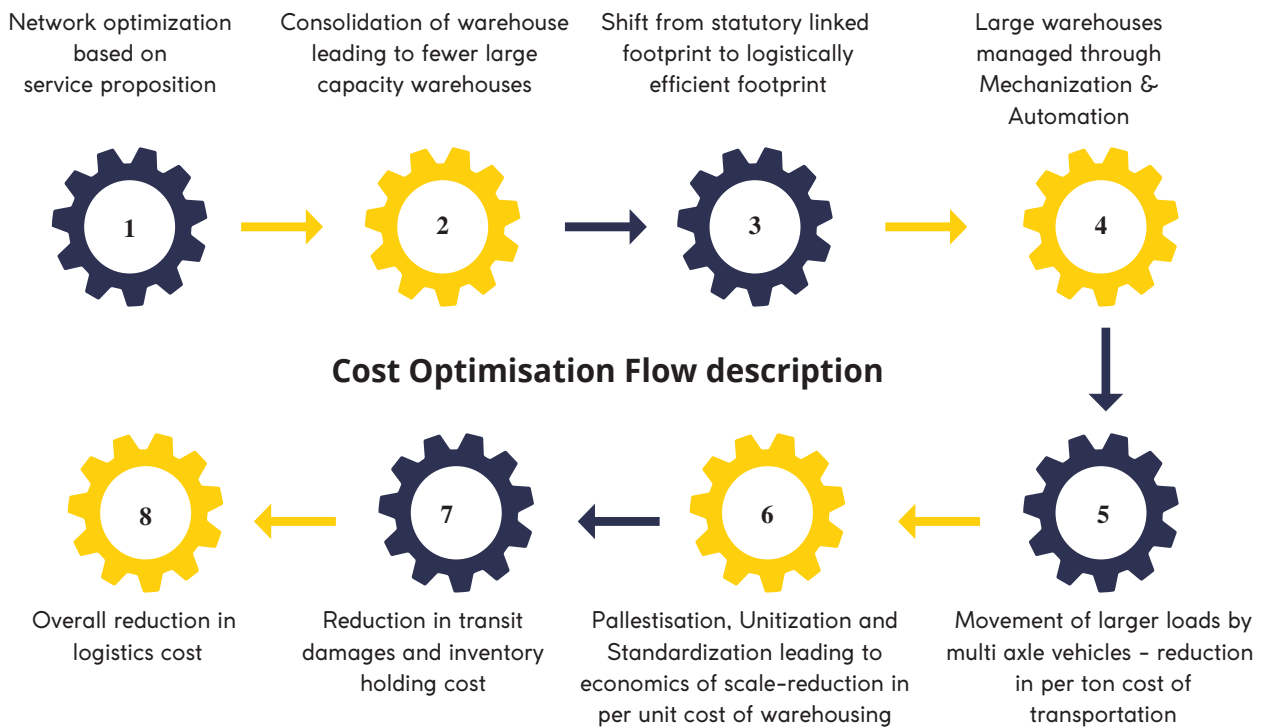 Network optimization
based on
service proposition
Consolidation of warehouse
leading to fewer large
capacity warehouses
Shift from statutory linked
footprint to logistically
efficient footprint
Large warehouses
managed through
Mechanization &
Automation
1
2
3
4
Cost Optimisation Flow description
8
7
6
5
Overall reduction in
logistics cost
Reduction in transit
damages and inventory
holding cost
Pallestisation, Unitization and
Standardization leading to
economics of scale-reduction in
per unit cost of warehousing
Movement of larger loads by
multi axle vehicles - reduction
in per ton cost of
transportation